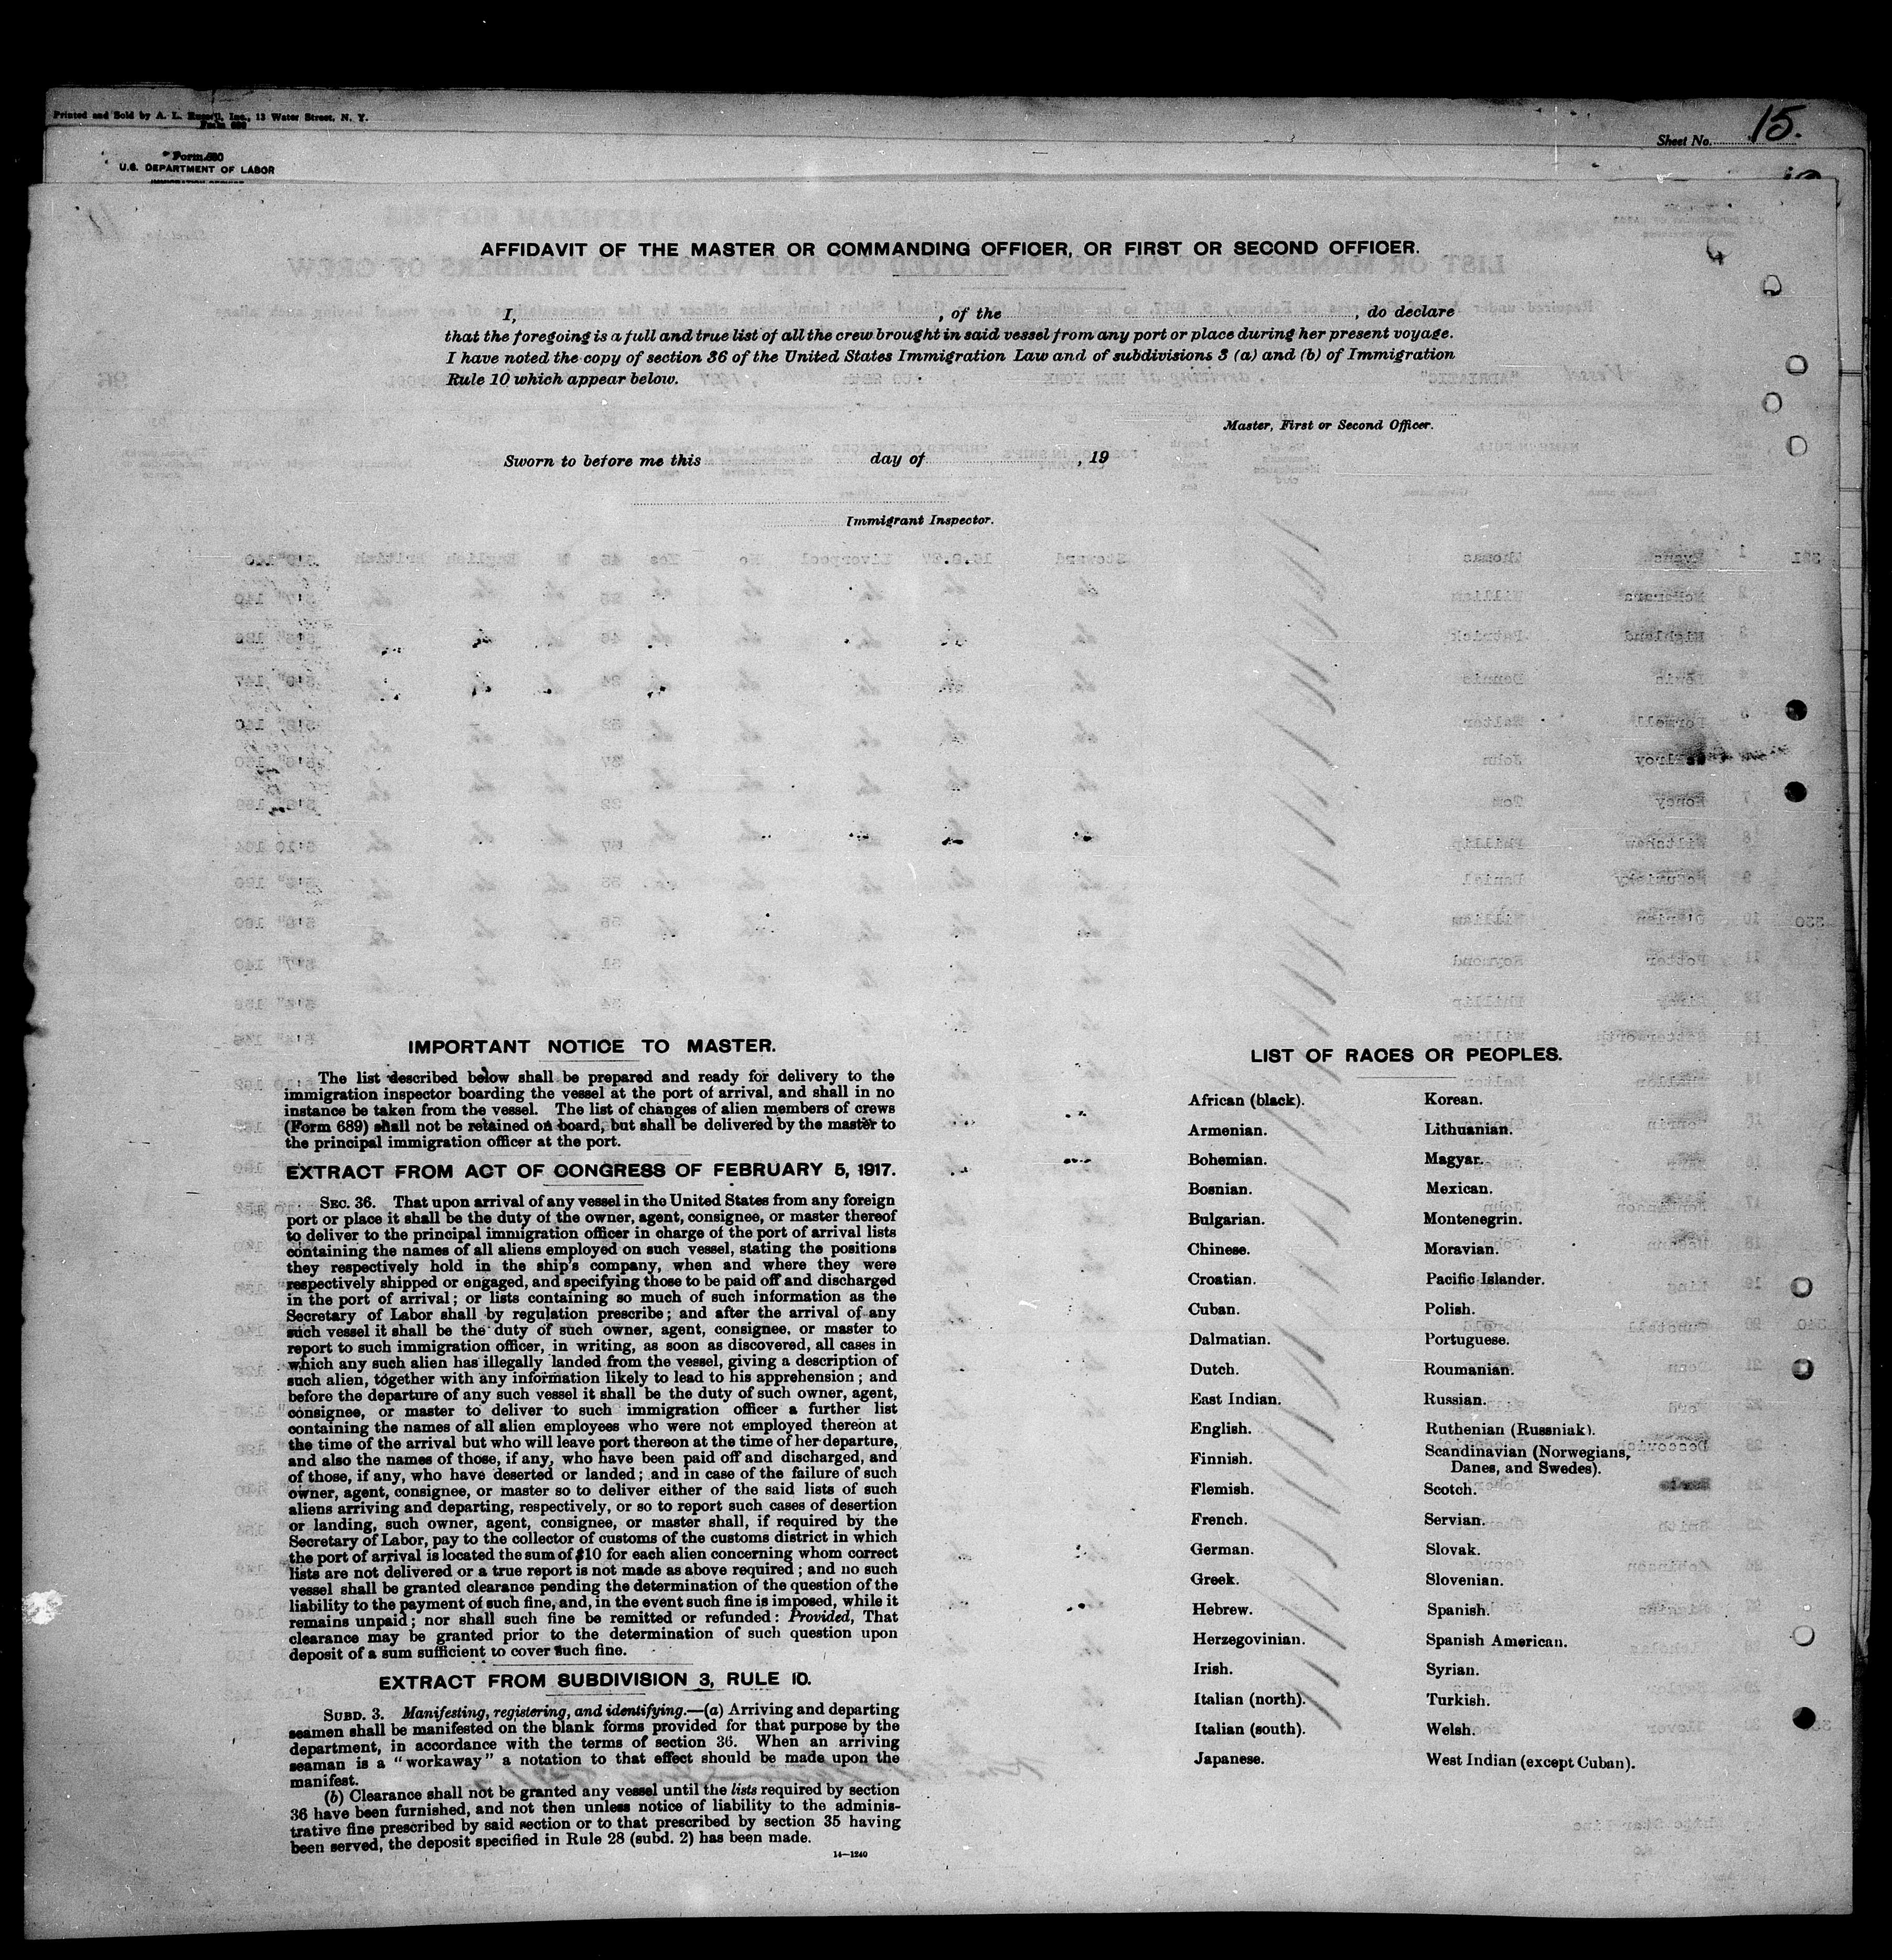 Printed and Sold by A. L. Russell, Inc., 13 Water Street, N. Y.
Sheet No. 15.
Form 680
U.S. DEPARTMENT OF LABOR
AFFIDAVIT OF THE MASTER OR COMMANDING OFFICER, OR FIRST OR SECOND OFFICER.
I, , of the , do declare
that the foregoing is a full and true list of all the crew brought in said vessel from any port or place during her present voyage.
I have noted the copy of section 36 of the United States Immigration Law and of subdivisions 3 (a) and (b) of Immigration
Rule 10 which appear below.
Master, First or Second Officer.
Sworn to before me this day of , 19
Immigrant Inspector.
IMPORTANT NOTICE TO MASTER.
The list described below shall be prepared and ready for delivery to the
immigration inspector boarding the vessel at the port of arrival, and shall in no
instance be taken from the vessel. The list of changes of alien members of crews
(Form 689) shall not be retained on board, but shall be delivered by the master to
the principal immigration officer at the port.
EXTRACT FROM ACT OF CONGRESS OF FEBRUARY 5, 1917.
SEC. 36. That upon arrival of any vessel in the United States from any foreign
port or place it shall be the duty of the owner, agent, consignee, or master thereof
to deliver to the principal immigration officer in charge of the port of arrival lists
containing the names of all aliens employed on such vessel, stating the positions
they respectively hold in the ship's company, when and where they were
respectively shipped or engaged, and specifying those to be paid off and discharged
in the port of arrival; or lists containing so much of such information as the
Secretary of Labor shall by regulation prescribe; and after the arrival of any
such vessel it shall be the duty of such owner, agent, consignee, or master to
report to such immigration officer, in writing, as soon as discovered, all cases in
which any such alien has illegally landed from the vessel, giving a description of
such alien, together with any information likely to lead to his apprehension; and
before the departure of any such vessel it shall be the duty of such owner, agent,
consignee, or master to deliver to such immigration officer a further list
containing the names of all alien employees who were not employed thereon at
the time of the arrival but who will leave port thereon at the time of her departure,
and also the names of those, if any, who have been paid off and discharged, and
of those, if any, who have deserted or landed; and in case of the failure of such
owner, agent, consignee, or master so to deliver either of the said lists of such
aliens arriving and departing, respectively, or so to report such cases of desertion
or landing, such owner, agent, consignee, or master shall, if required by the
Secretary of Labor, pay to the collector of customs of the customs district in which
the port of arrival is located the sum of $10 for each alien concerning whom correct
lists are not delivered or a true report is not made as above required; and no such
vessel shall be granted clearance pending the determination of the question of the
liability to the payment of such fine, and, in the event such fine is imposed, while it
remains unpaid; nor shall such fine be remitted or refunded: Provided, That
clearance may be granted prior to the determination of such question upon
deposit of a sum sufficient to cover such fine.
EXTRACT FROM SUBDIVISION 3, RULE 10.
SUBD. 3. Manifesting, registering, and identifying.—(a) Arriving and departing
seamen shall be manifested on the blank forms provided for that purpose by the
department, in accordance with the terms of section 36. When an arriving
seaman is a "workaway" a notation to that effect should be made upon the
manifest.
(b) Clearance shall not be granted any vessel until the lists required by section
36 have been furnished, and not then unless notice of liability to the adminis-
trative fine prescribed by said section or to that prescribed by section 35 having
been served, the deposit specified in Rule 28 (subd. 2) has been made.
14—1240
LIST OF RACES OR PEOPLES.
African (black).
Armenian.
Bohemian.
Bosnian.
Bulgarian.
Chinese.
Croatian.
Cuban.
Dalmatian.
Dutch.
East Indian.
English.
Finnish.
Flemish.
French.
German.
Greek.
Hebrew.
Herzegovinian.
Irish.
Italian (north).
Italian (south).
Japanese.
Korean.
Lithuanian.
Magyar.
Mexican.
Montenegrin.
Moravian.
Pacific Islander.
Polish.
Portuguese.
Roumanian.
Russian.
Ruthenian (Russniak).
Scandinavian (Norwegians,
Danes, and Swedes).
Scotch.
Servian.
Slovak.
Slovenian.
Spanish.
Spanish American.
Syrian.
Turkish.
Welsh.
West Indian (except Cuban).